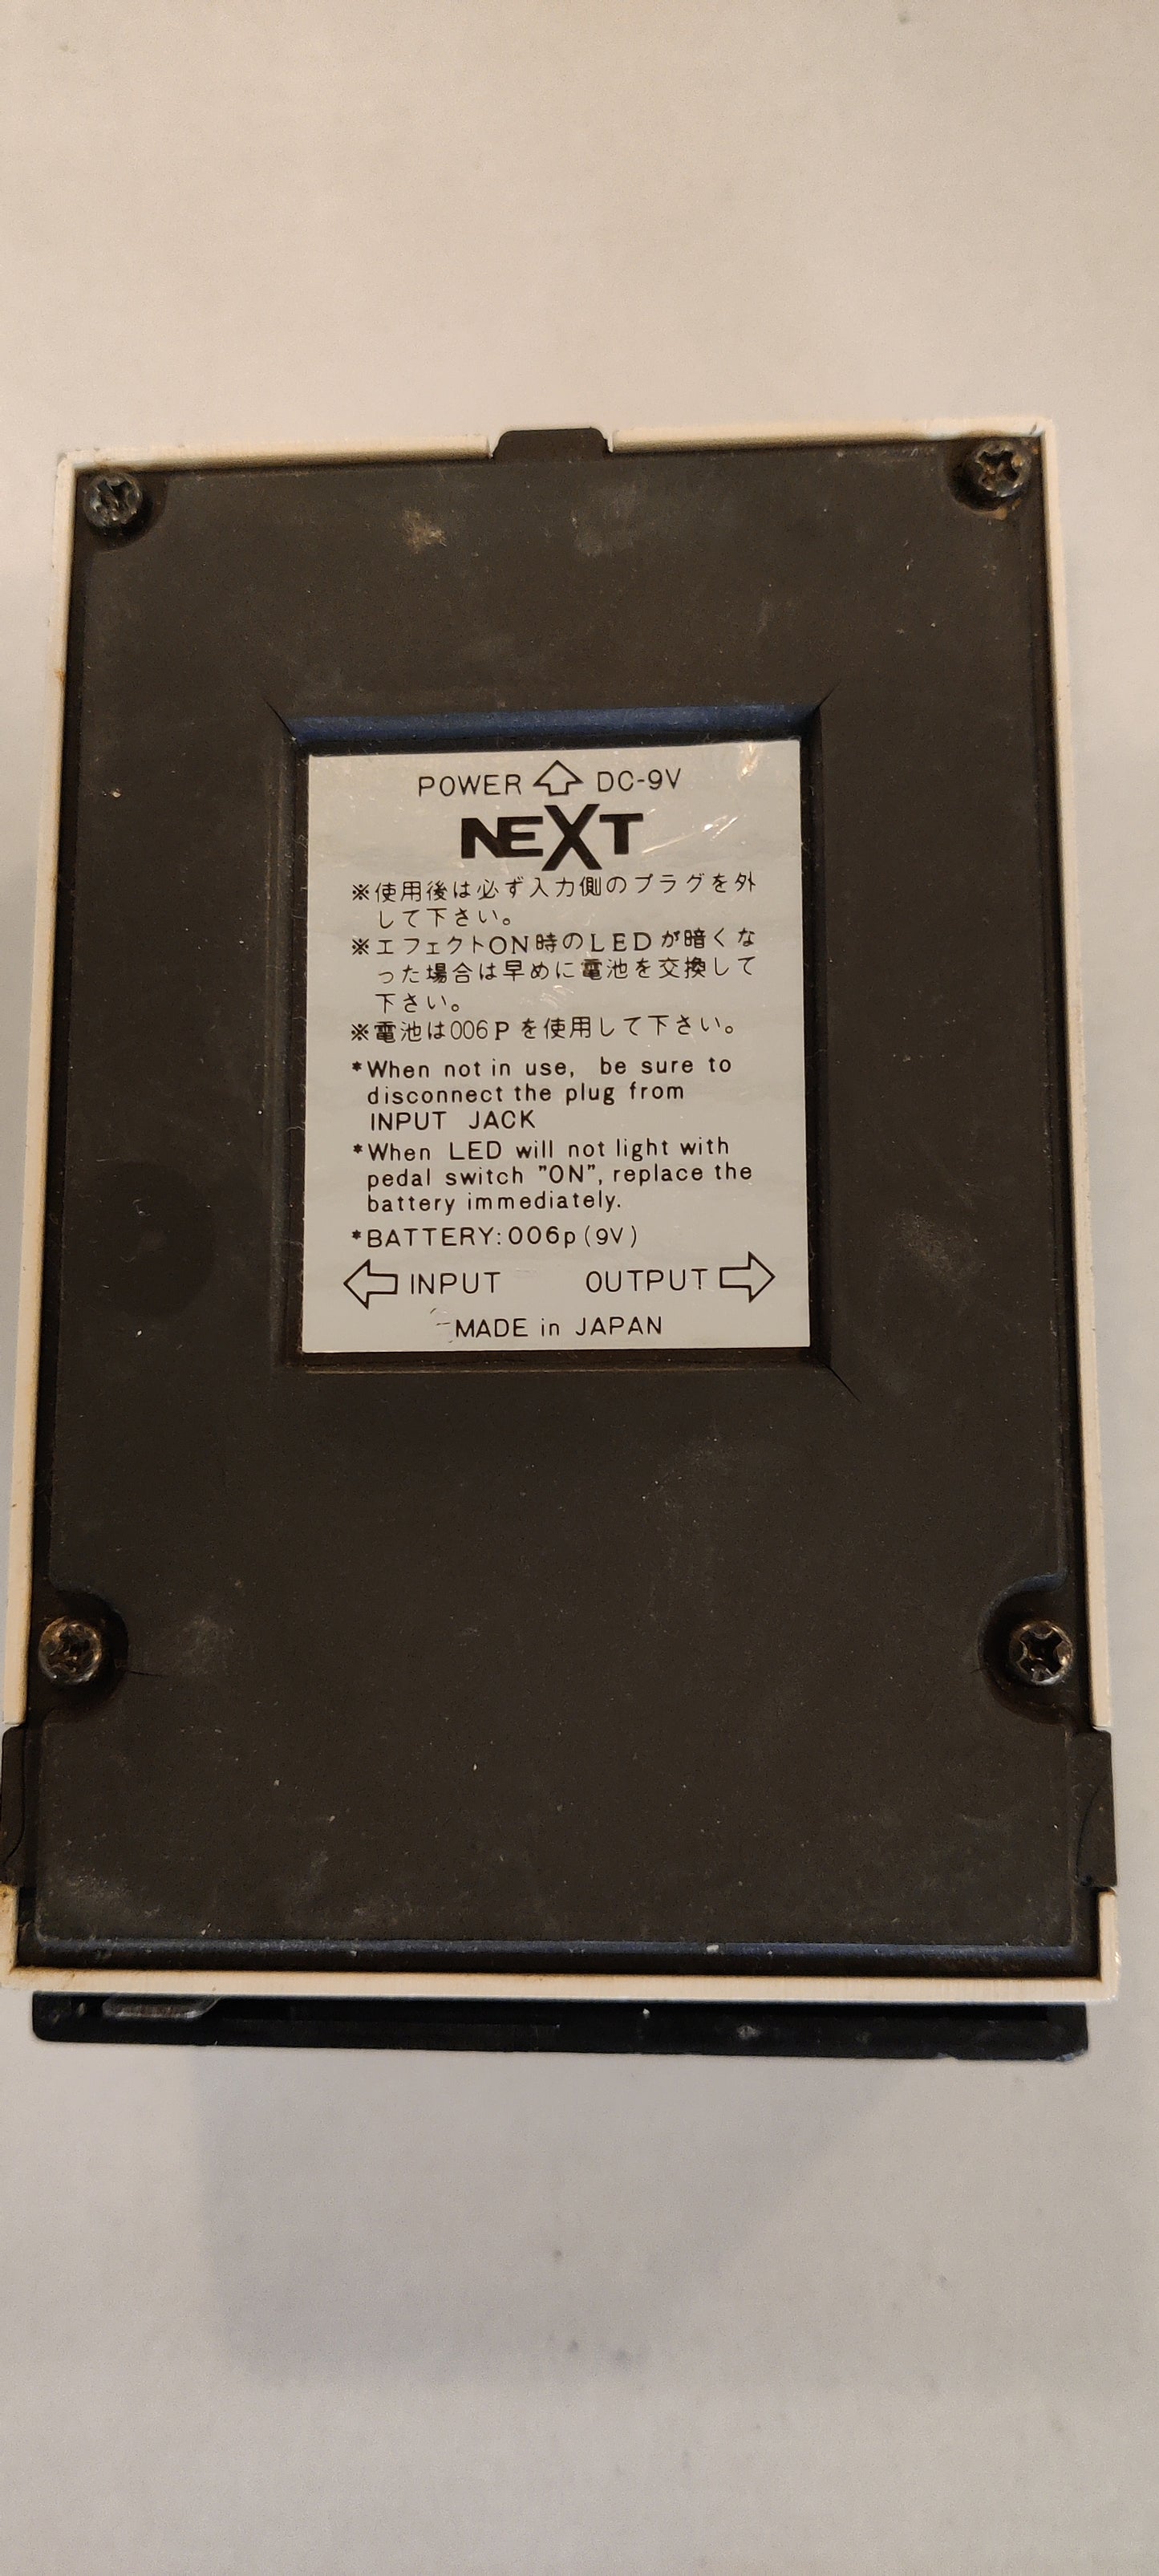 POWER ⇧ DC-9V
NEXT
※使用後は必ず入力側のプラグを外
して下さい。
※エフェクトON時のLEDが暗くな
った場合は早めに電池を交換して
下さい。
※電池は006Pを使用して下さい。
*When not in use, be sure to
disconnect the plug from
INPUT JACK
*When LED will not light with
pedal switch "ON", replace the
battery immediately.
*BATTERY: 006p (9V)
⇦ INPUT OUTPUT ⇨
MADE in JAPAN